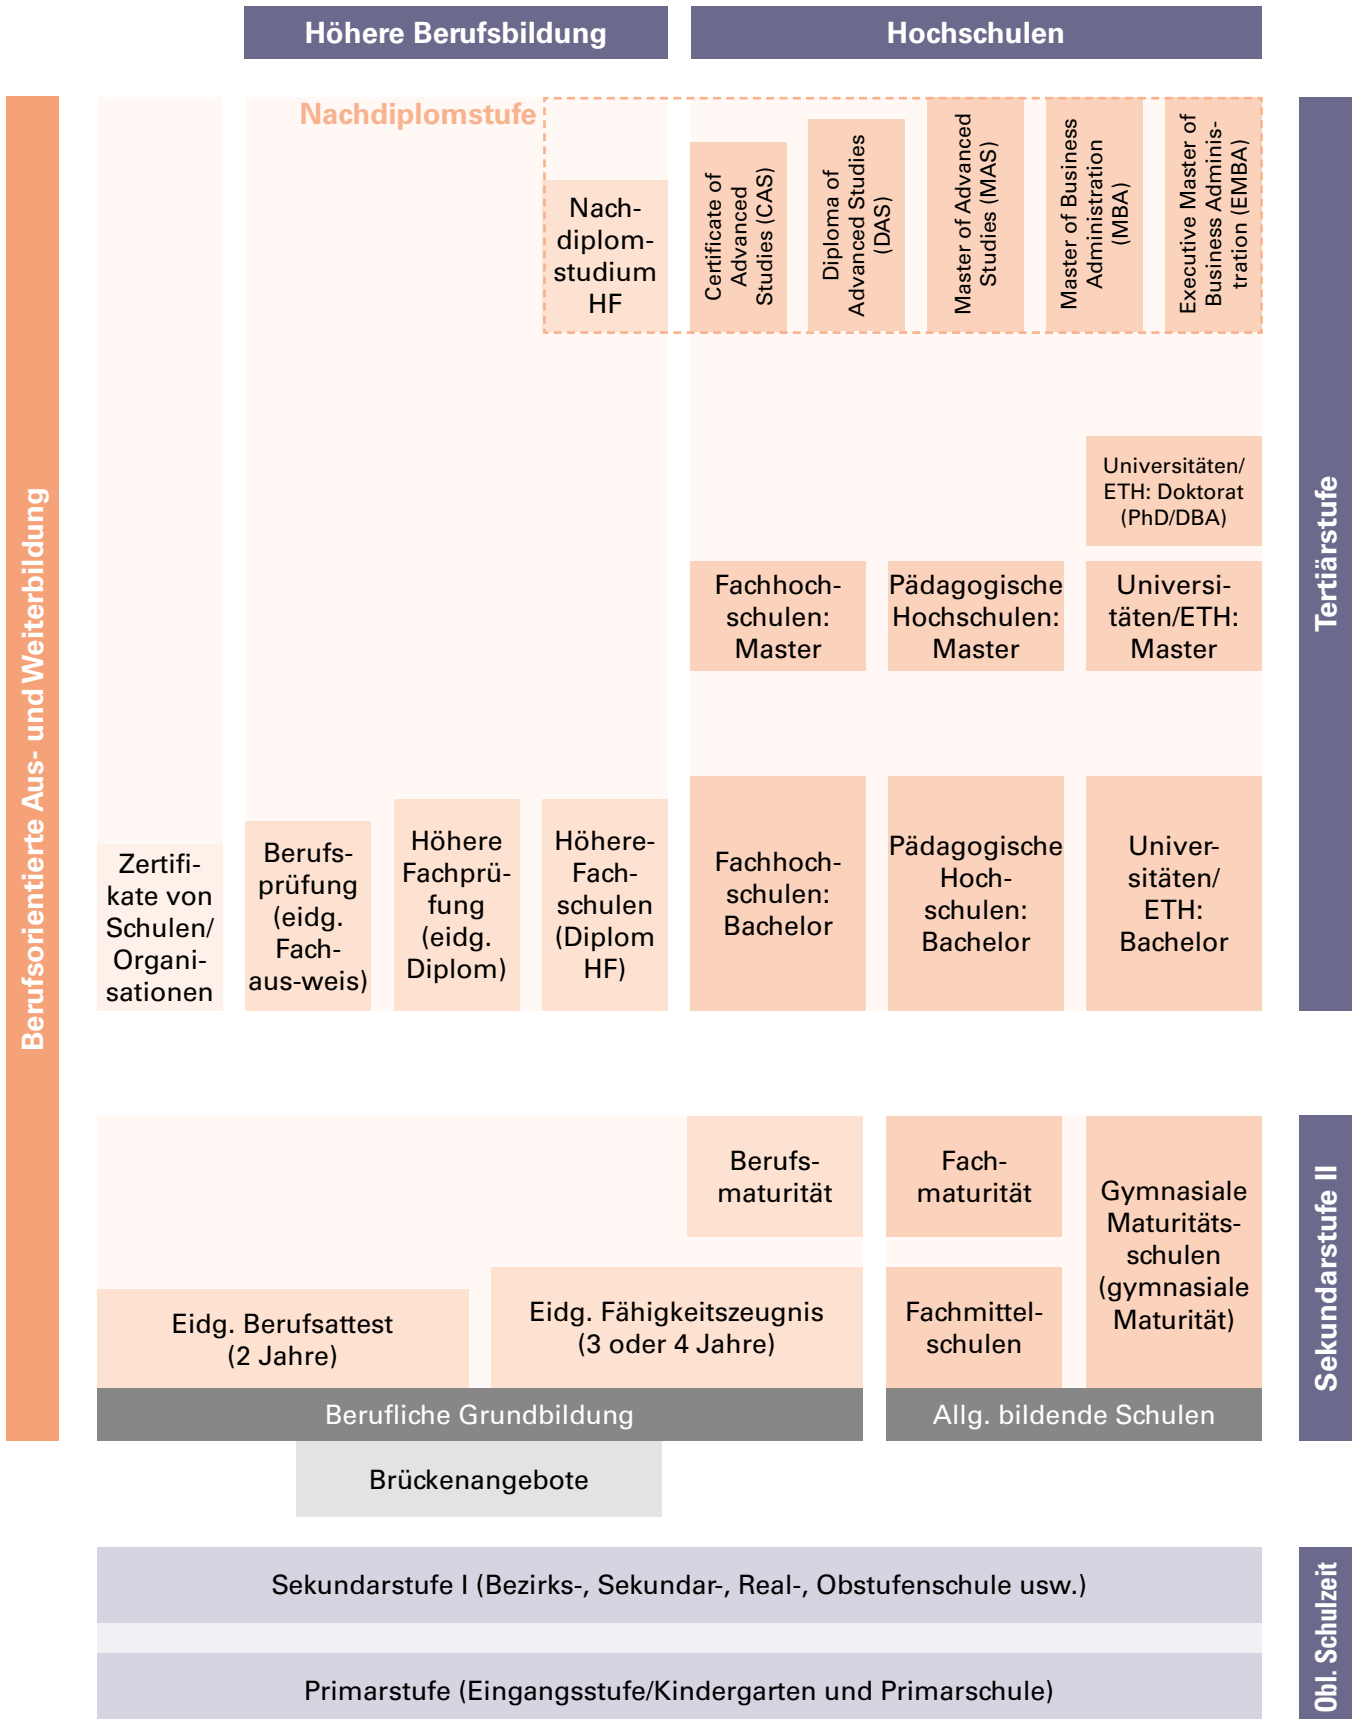 Höhere Berufsbildung
Hochschulen
Nachdiplomstufe
Nach-
diplom-
studium
HF
Certificate of
Advanced
Studies (CAS)
Diploma of
Advanced Studies
(DAS)
Master of Advanced
Studies (MAS)
Master of Business
Administration
(MBA)
Executive Master of
Business Adminis-
tration (EMBA)
Universitäten/
ETH: Doktorat
(PhD/DBA)
Fachhoch-
schulen:
Master
Pädagogische
Hochschulen:
Master
Universi-
täten/ETH:
Master
Zertifi-
kate von
Schulen/
Organi-
sationen
Berufs-
prüfung
(eidg.
Fach-
aus-weis)
Höhere
Fachprü-
fung
(eidg.
Diplom)
Höhere-
Fach-
schulen
(Diplom
HF)
Fachhoch-
schulen:
Bachelor
Pädagogische
Hoch-
schulen:
Bachelor
Univer-
sitäten/
ETH:
Bachelor
Berufsorientierte Aus- und Weiterbildung
Tertiärstufe
Berufs-
maturität
Fach-
maturität
Gymnasiale
Maturitäts-
schulen
(gymnasiale
Maturität)
Eidg. Berufsattest
(2 Jahre)
Eidg. Fähigkeitszeugnis
(3 oder 4 Jahre)
Fachmittel-
schulen
Sekundarstufe II
Berufliche Grundbildung
Allg. bildende Schulen
Brückenangebote
Sekundarstufe I (Bezirks-, Sekundar-, Real-, Obstufenschule usw.)
Primarstufe (Eingangsstufe/Kindergarten und Primarschule)
Obl. Schulzeit